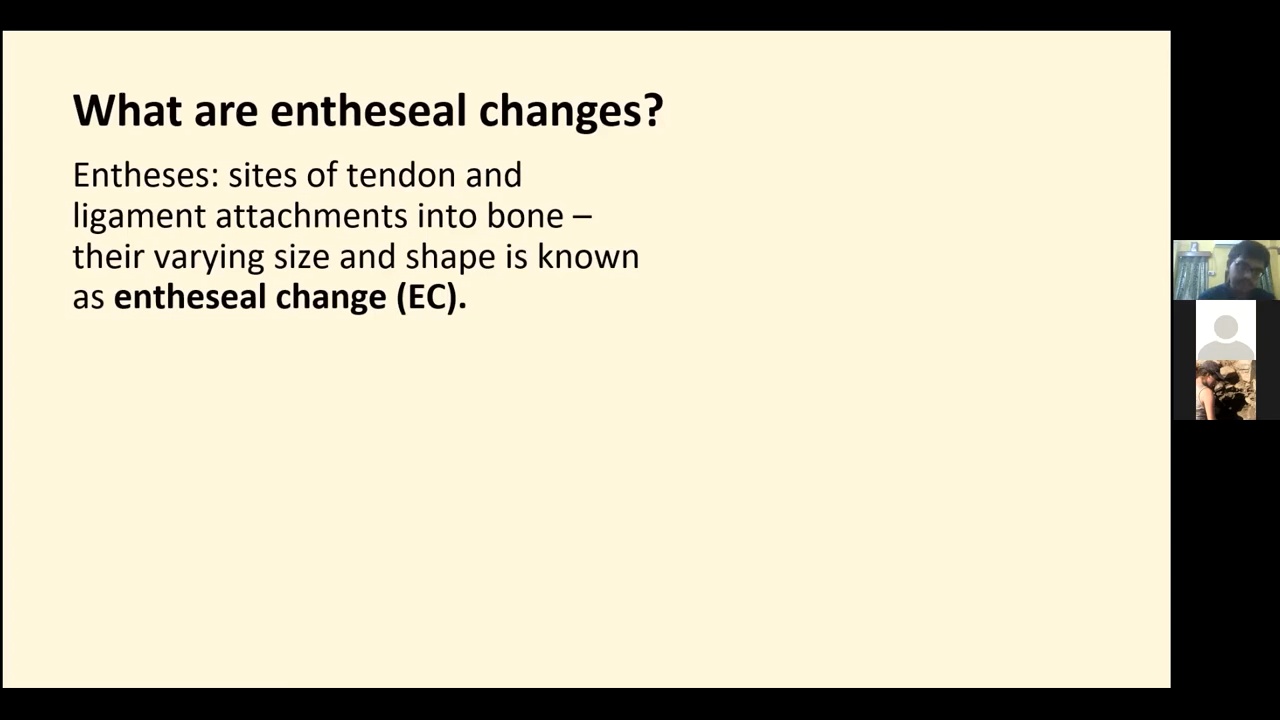 What are entheseal changes?
Entheses: sites of tendon and
ligament attachments into bone –
their varying size and shape is known
as entheseal change (EC).